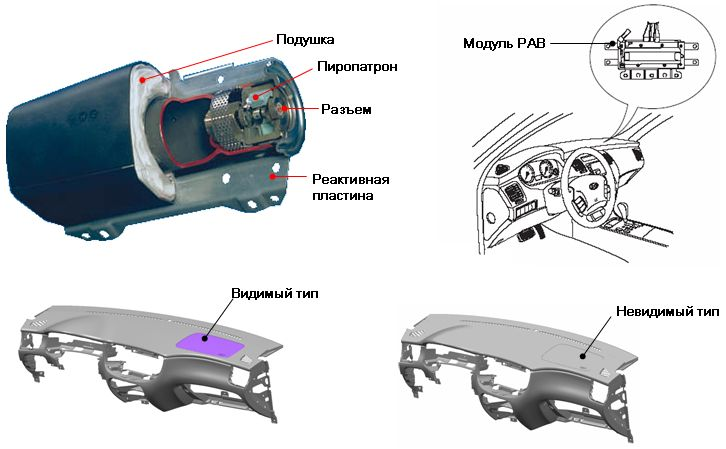 Подушка
Пиропатрон
Разъем
Реактивная
пластина
Модуль PAB
Видимый тип
Невидимый тип